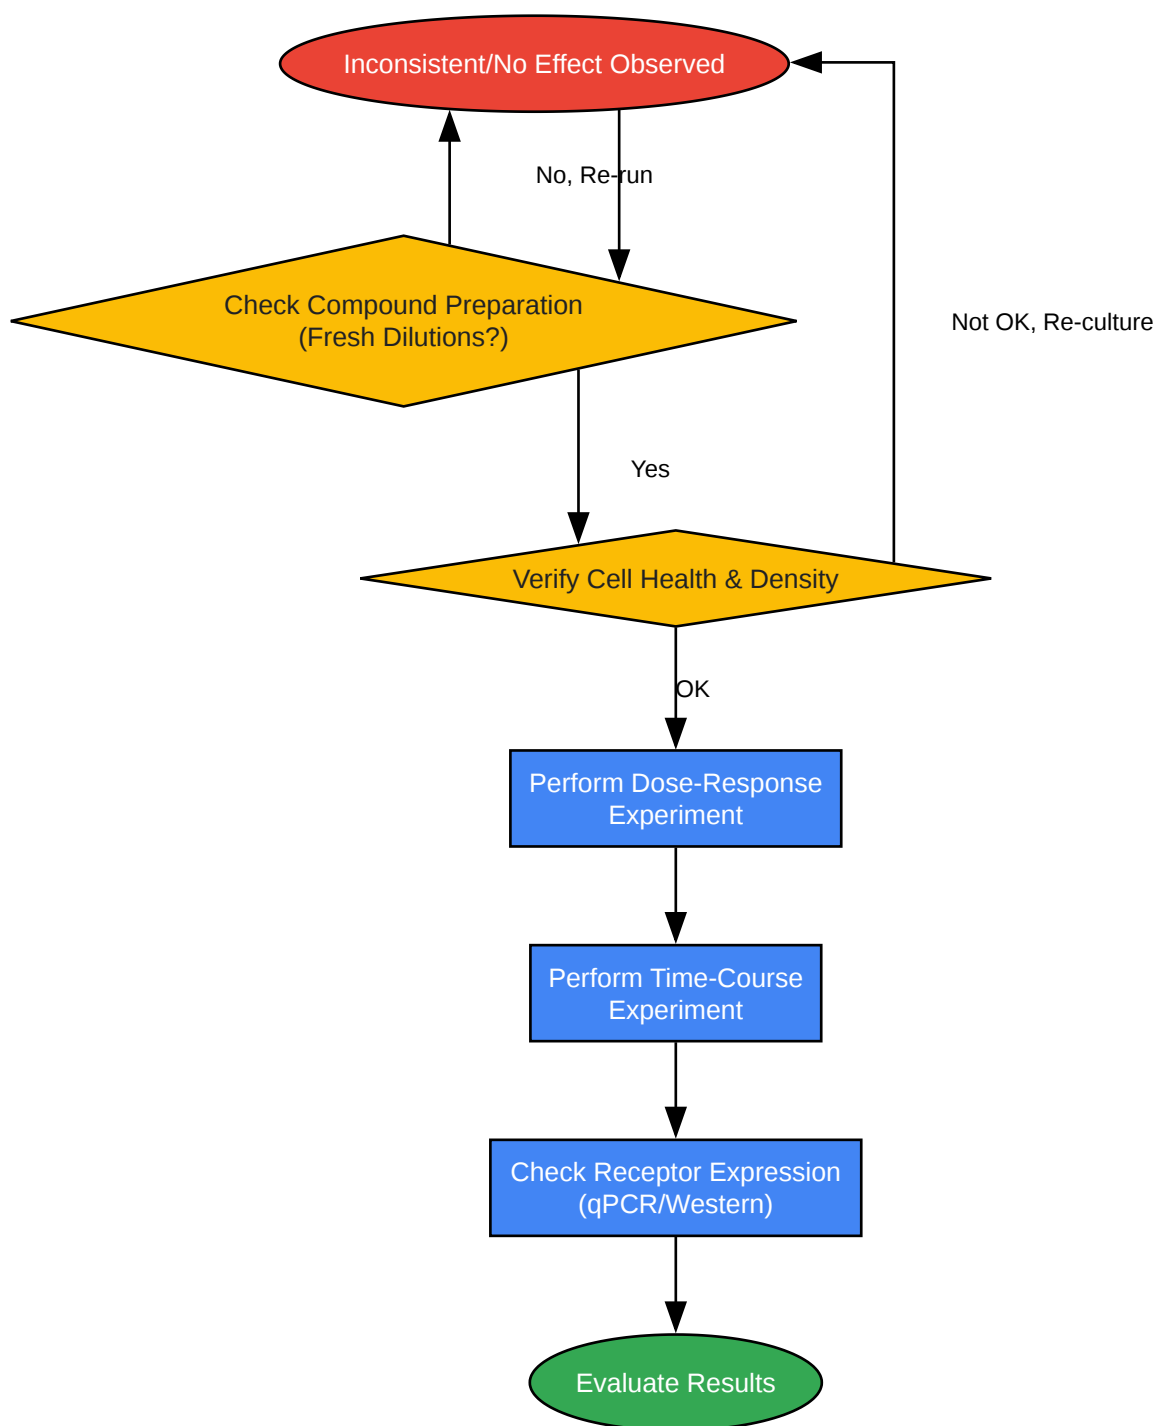 Inconsistent/No Effect Observed
No, Re-run
Check Compound Preparation
(Fresh Dilutions?)
Not OK, Re-culture
Yes
Verify Cell Health & Density
OK
Perform Dose-Response
Experiment
Perform Time-Course
Experiment
Check Receptor Expression
(qPCR/Western)
Evaluate Results